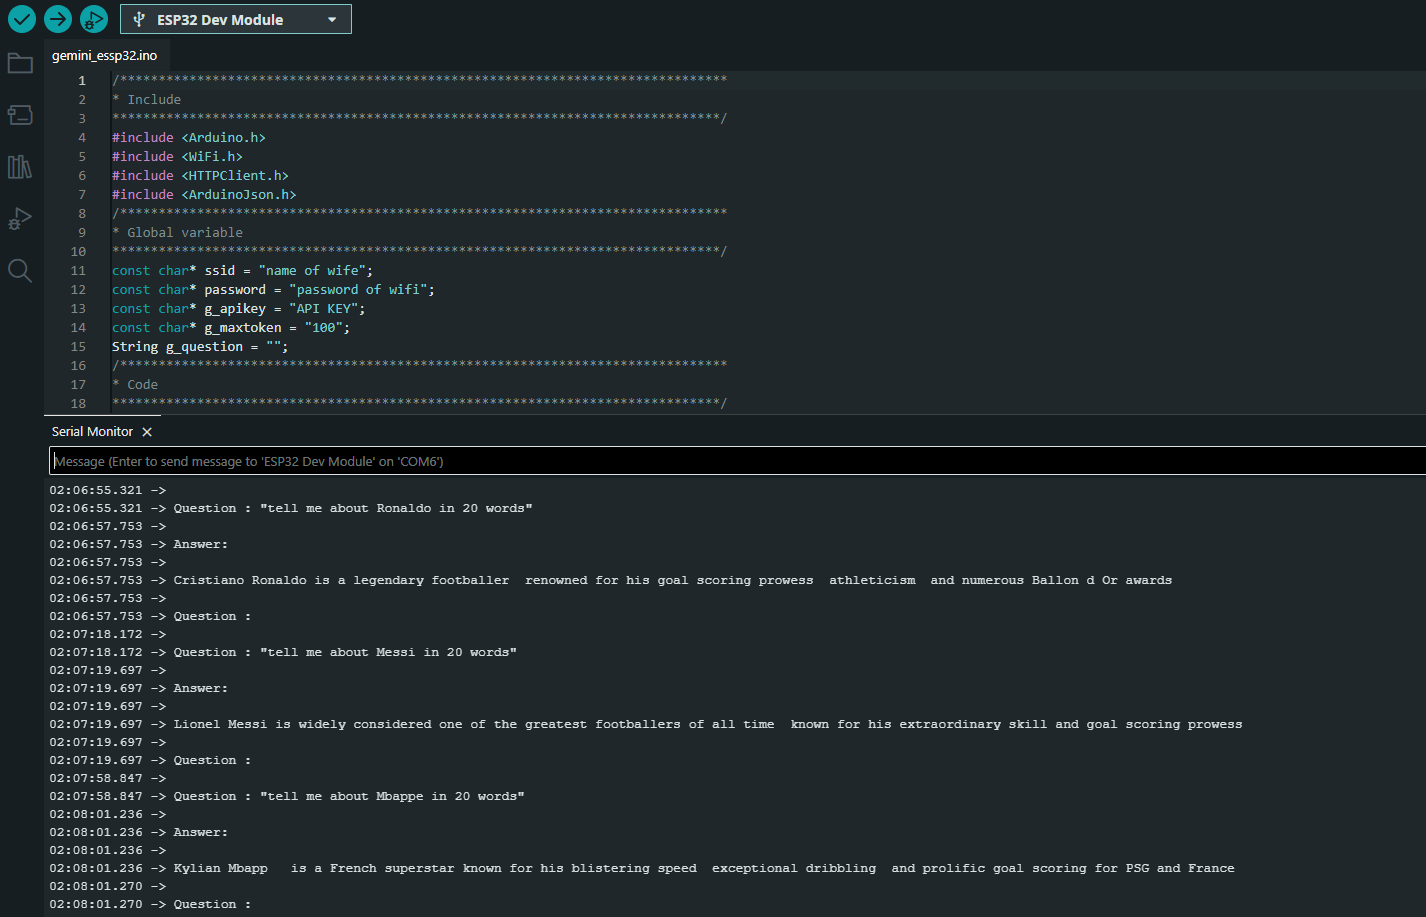 ESP32 Dev Module
gemini_essp32.ino
1 /*******************************************************************************
2 * Include
3 *******************************************************************************/
4 #include <Arduino.h>
5 #include <WiFi.h>
6 #include <HTTPClient.h>
7 #include <ArduinoJson.h>
8 /*******************************************************************************
9 * Global variable
10 *******************************************************************************/
11 const char* ssid = "name of wife";
12 const char* password = "password of wifi";
13 const char* g_apikey = "API KEY";
14 const char* g_maxtoken = "100";
15 String g_question = "";
16 /*******************************************************************************
17 * Code
18 *******************************************************************************/
Serial Monitor ×
Message (Enter to send message to 'ESP32 Dev Module' on 'COM6')
02:06:55.321 ->
02:06:55.321 -> Question : "tell me about Ronaldo in 20 words"
02:06:57.753 ->
02:06:57.753 -> Answer:
02:06:57.753 ->
02:06:57.753 -> Cristiano Ronaldo is a legendary footballer  renowned for his goal scoring prowess  athleticism  and numerous Ballon d Or awards
02:06:57.753 ->
02:06:57.753 -> Question :
02:07:18.172 ->
02:07:18.172 -> Question : "tell me about Messi in 20 words"
02:07:19.697 ->
02:07:19.697 -> Answer:
02:07:19.697 ->
02:07:19.697 -> Lionel Messi is widely considered one of the greatest footballers of all time  known for his extraordinary skill and goal scoring prowess
02:07:19.697 ->
02:07:19.697 -> Question :
02:07:58.847 ->
02:07:58.847 -> Question : "tell me about Mbappe in 20 words"
02:08:01.236 ->
02:08:01.236 -> Answer:
02:08:01.236 ->
02:08:01.236 -> Kylian Mbapp   is a French superstar known for his blistering speed  exceptional dribbling  and prolific goal scoring for PSG and France
02:08:01.270 ->
02:08:01.270 -> Question :